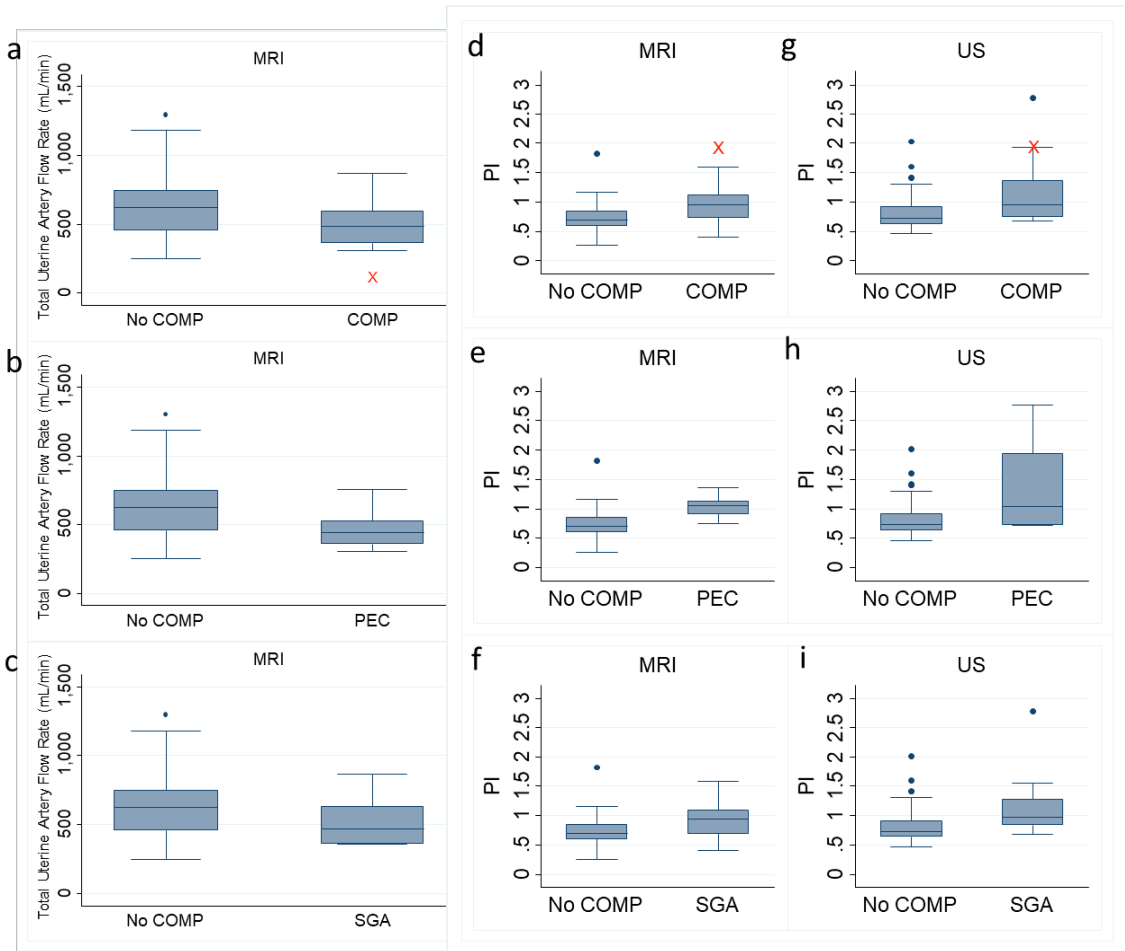 a
MRI
Total Uterine Artery Flow Rate (mL/min)
1,500
1,000
500
0
No COMP COMP
X
b
MRI
Total Uterine Artery Flow Rate (mL/min)
1,500
1,000
500
0
No COMP PEC
c
MRI
Total Uterine Artery Flow Rate (mL/min)
1,500
1,000
500
0
No COMP SGA
d
MRI
PI
3
2.5
2
1.5
1
.5
0
X
No COMP COMP
g
US
PI
3
2.5
2
1.5
1
.5
0
X
No COMP COMP
e
MRI
PI
3
2.5
2
1.5
1
.5
0
No COMP PEC
h
US
PI
3
2.5
2
1.5
1
.5
0
No COMP PEC
f
MRI
PI
3
2.5
2
1.5
1
.5
0
No COMP SGA
i
US
PI
3
2.5
2
1.5
1
.5
0
No COMP SGA